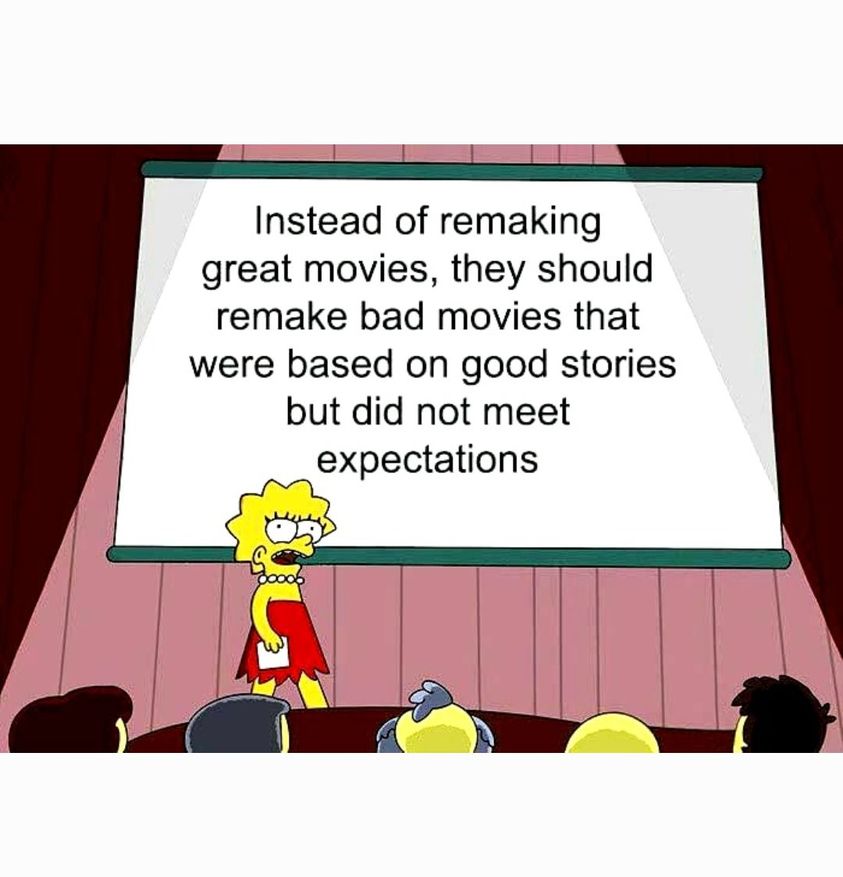 Instead of remaking
great movies, they should
remake bad movies that
were based on good stories
but did not meet
expectations